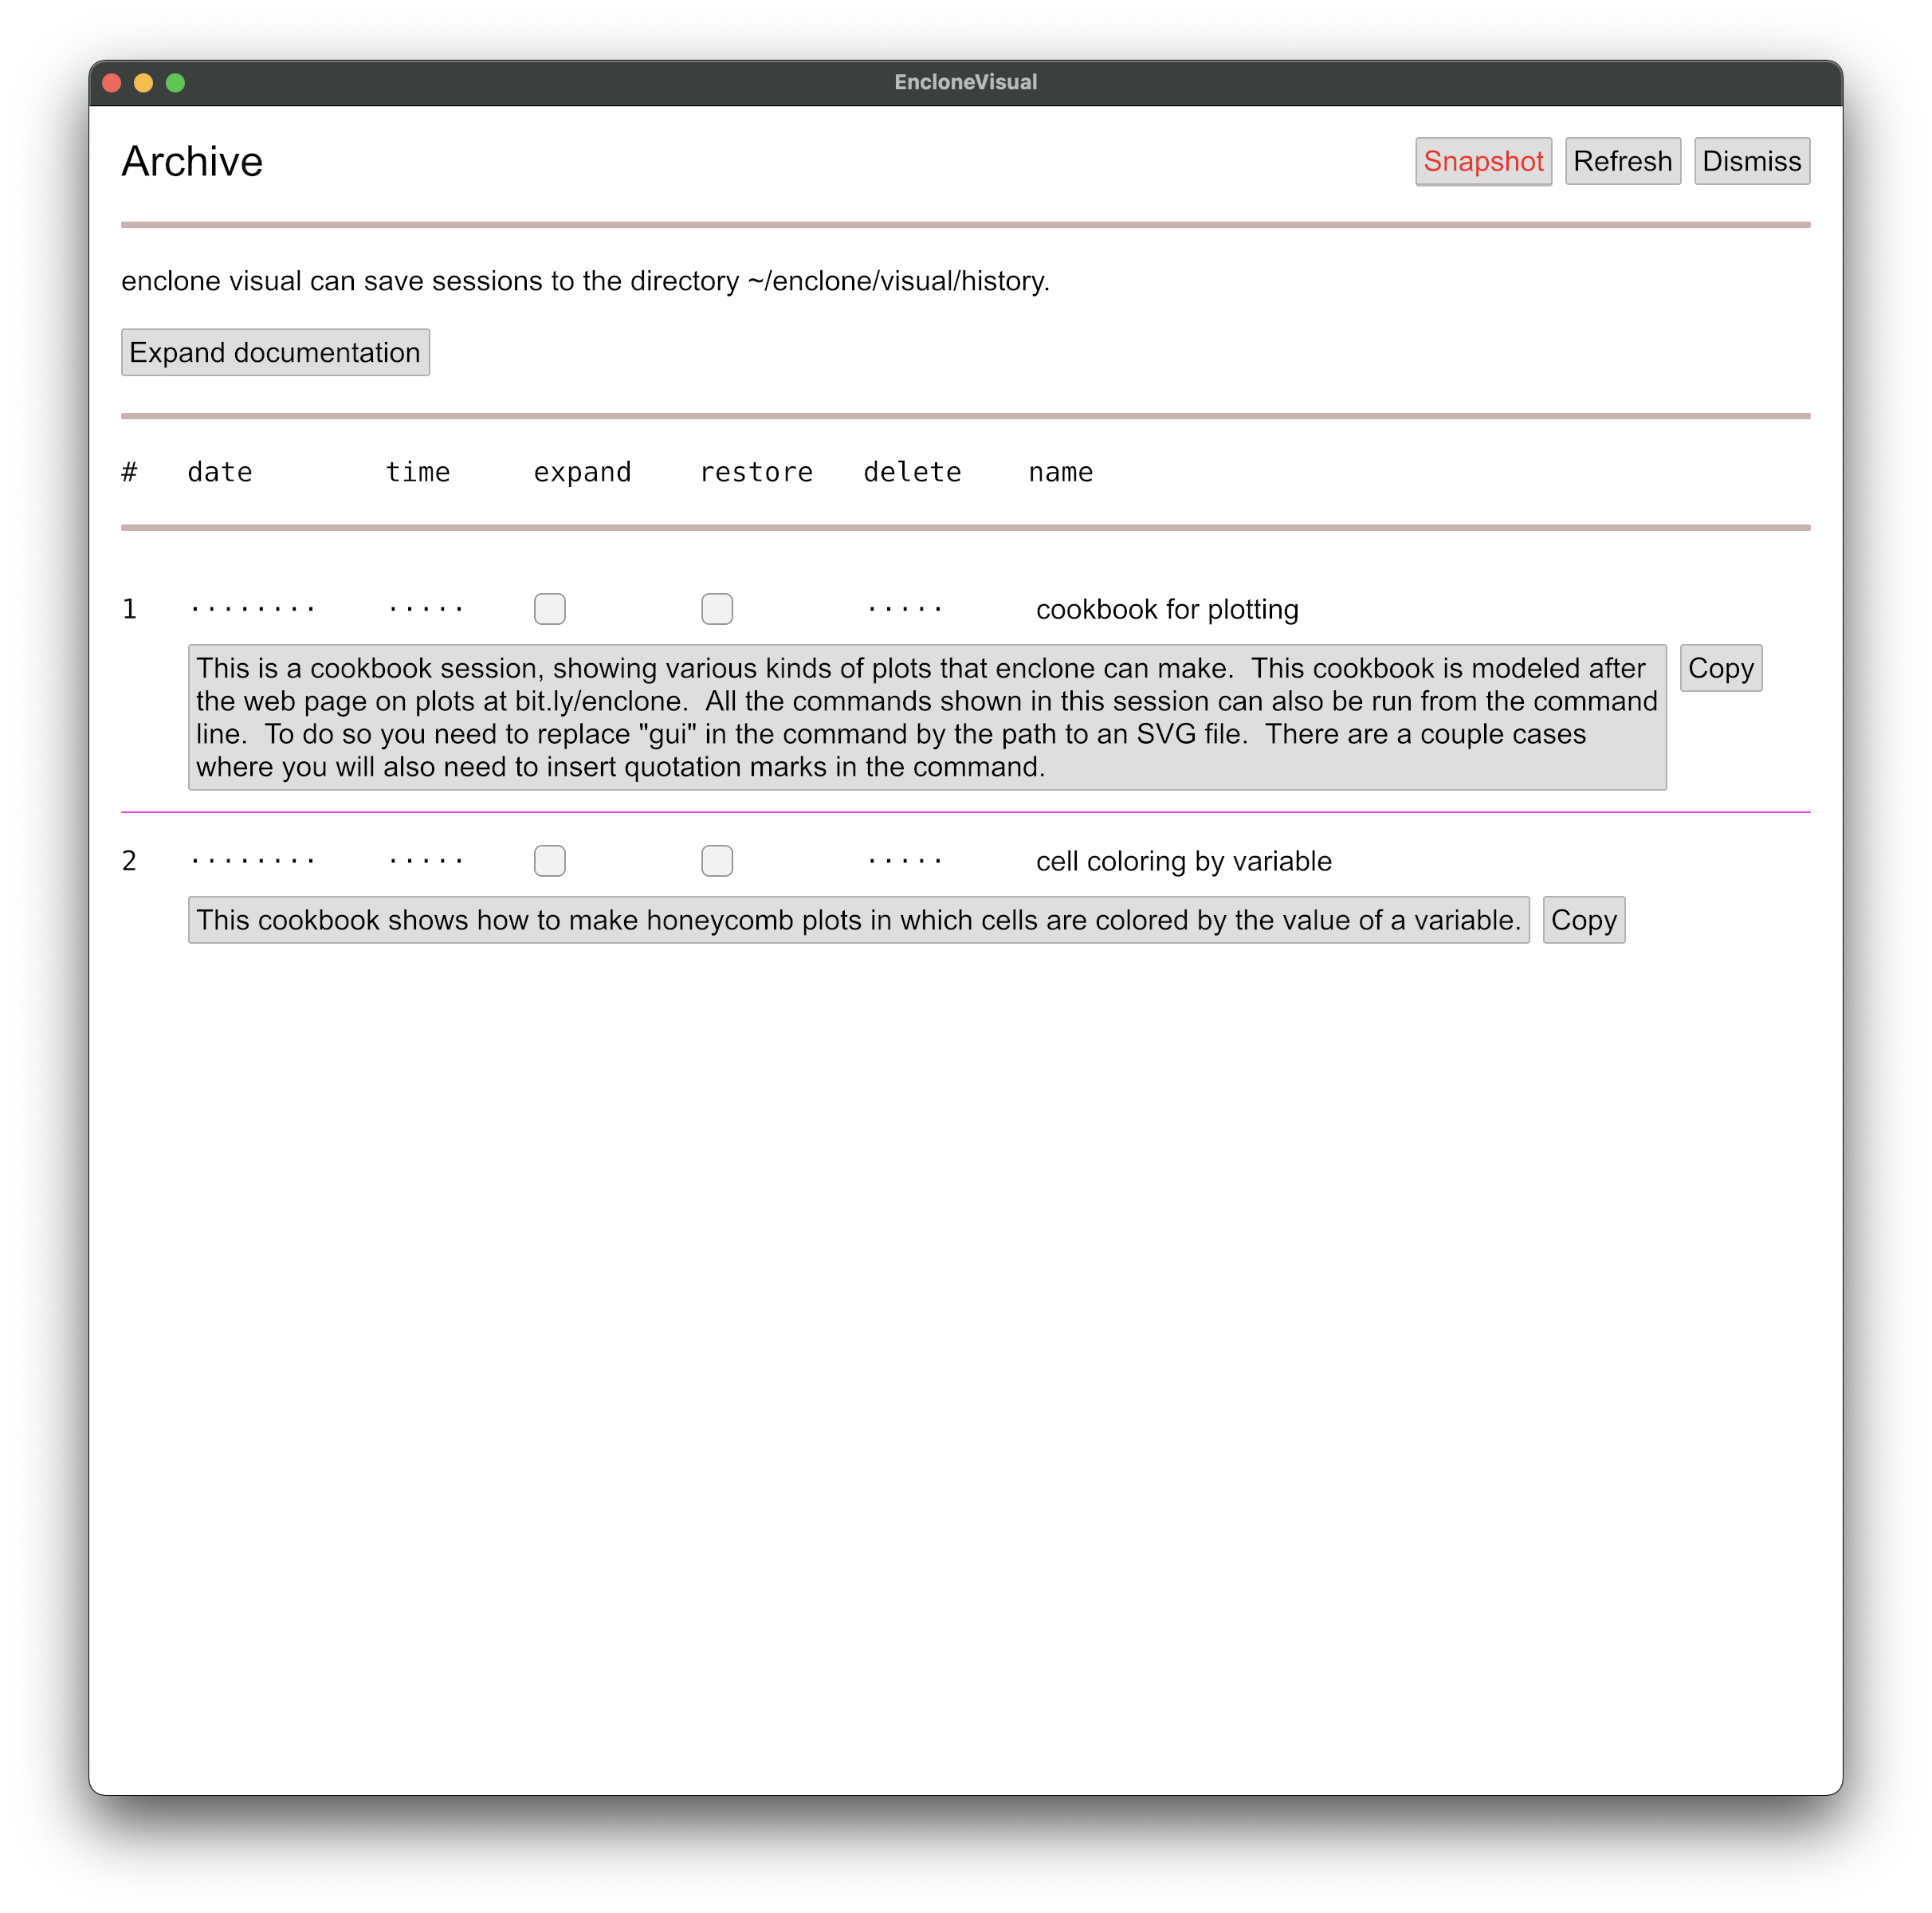 EncloneVisual
Archive Snapshot Refresh Dismiss
enclone visual can save sessions to the directory ~/enclone/visual/history.
Expand documentation
# date time expand restore delete name
1 ········ ····· ····· cookbook for plotting
This is a cookbook session, showing various kinds of plots that enclone can make.  This cookbook is modeled after Copy
the web page on plots at bit.ly/enclone.  All the commands shown in this session can also be run from the command
line.  To do so you need to replace "gui" in the command by the path to an SVG file.  There are a couple cases
where you will also need to insert quotation marks in the command.
2 ········ ····· ····· cell coloring by variable
This cookbook shows how to make honeycomb plots in which cells are colored by the value of a variable. Copy